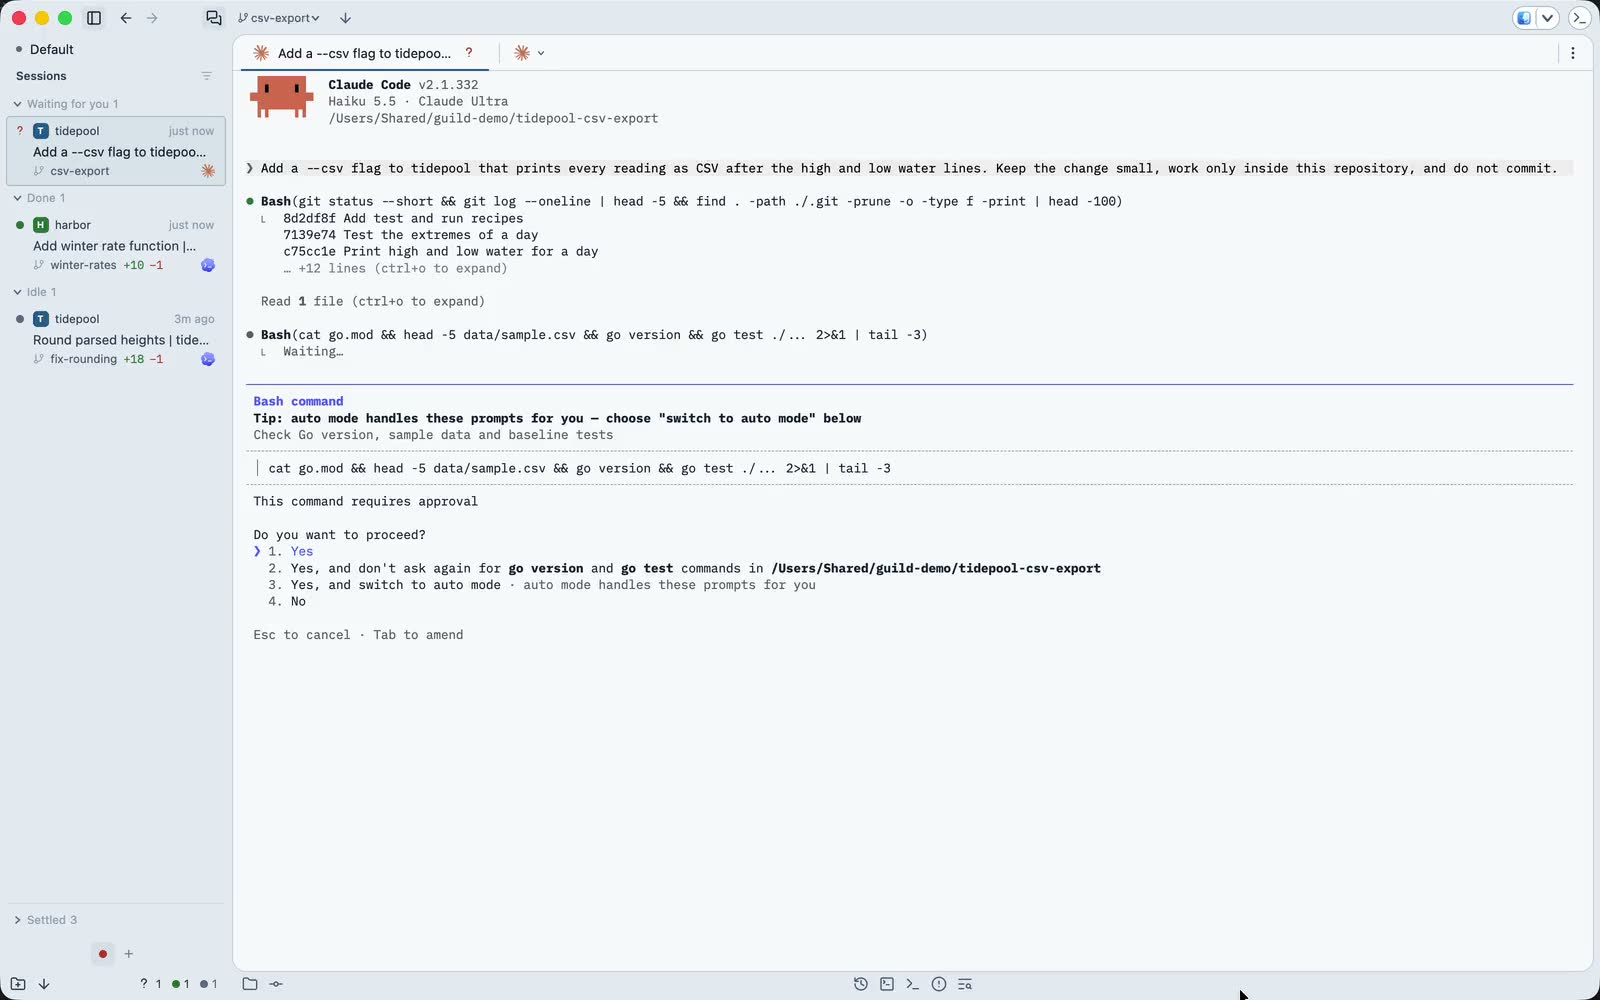 csv-export
Default
Sessions
Waiting for you 1
? T tidepool just now
Add a --csv flag to tidepoo...
csv-export
Done 1
H harbor just now
Add winter rate function |...
winter-rates +10 −1
Idle 1
T tidepool 3m ago
Round parsed heights | tide...
fix-rounding +18 −1
Settled 3
? 1 1 1
Add a --csv flag to tidepoo... ?
Claude Code v2.1.332
Haiku 5.5 · Claude Ultra
/Users/Shared/guild-demo/tidepool-csv-export
❯ Add a --csv flag to tidepool that prints every reading as CSV after the high and low water lines. Keep the change small, work only inside this repository, and do not commit.
Bash(git status --short && git log --oneline | head -5 && find . -path ./.git -prune -o -type f -print | head -100)
8d2df8f Add test and run recipes
7139e74 Test the extremes of a day
c75cc1e Print high and low water for a day
… +12 lines (ctrl+o to expand)
Read 1 file (ctrl+o to expand)
Bash(cat go.mod && head -5 data/sample.csv && go version && go test ./... 2>&1 | tail -3)
Waiting…
Bash command
Tip: auto mode handles these prompts for you — choose "switch to auto mode" below
Check Go version, sample data and baseline tests
cat go.mod && head -5 data/sample.csv && go version && go test ./... 2>&1 | tail -3
This command requires approval
Do you want to proceed?
❯ 1. Yes
2. Yes, and don't ask again for go version and go test commands in /Users/Shared/guild-demo/tidepool-csv-export
3. Yes, and switch to auto mode · auto mode handles these prompts for you
4. No
Esc to cancel · Tab to amend